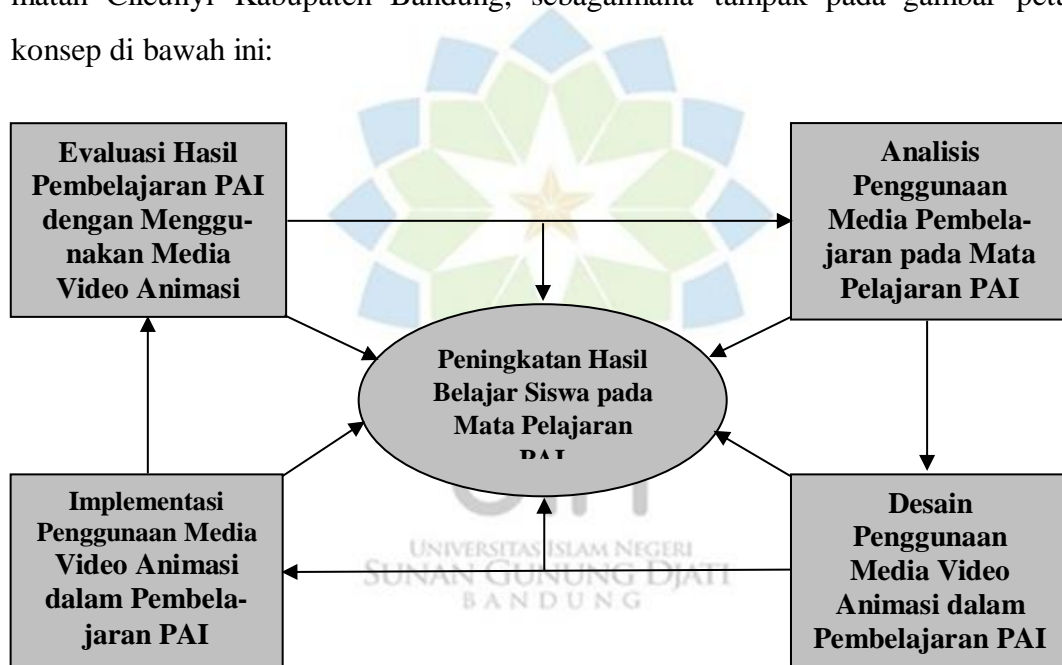 matan Cileunyi Kabupaten Bandung, sebagaimana tampak pada gambar peta
konsep di bawah ini:
Evaluasi Hasil
Pembelajaran PAI
dengan Menggu-
nakan Media
Video Animasi
Analisis
Penggunaan
Media Pembela-
jaran pada Mata
Pelajaran PAI
Peningkatan Hasil
Belajar Siswa pada
Mata Pelajaran
PAI
Implementasi
Penggunaan Media
Video Animasi
dalam Pembela-
jaran PAI
Desain
Penggunaan
Media Video
Animasi dalam
Pembelajaran PAI
UNIVERSITAS ISLAM NEGERI
SUNAN GUNUNG DJATI
BANDUNG